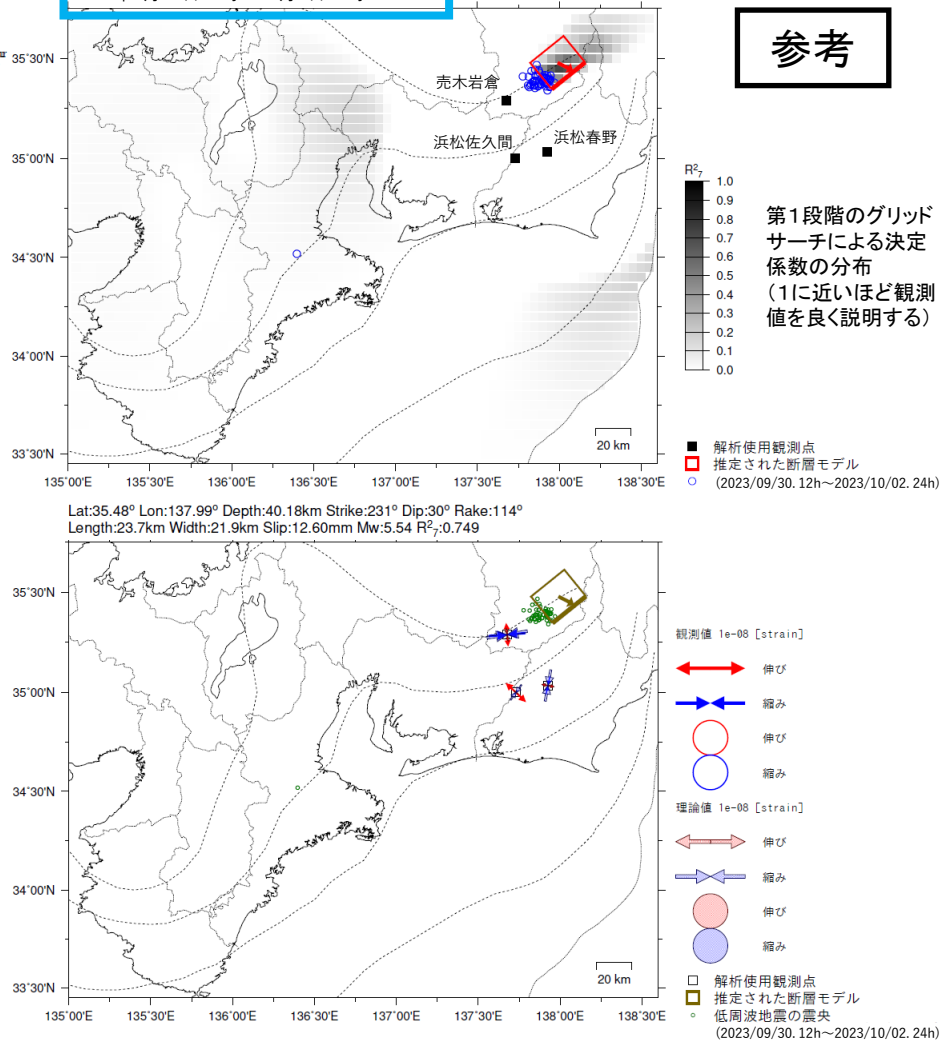 参考
35°30'N
35°00'N
34°30'N
34°00'N
33°30'N
売木岩倉
浜松佐久間
浜松春野
20 km
135°00'E 135°30'E 136°00'E 136°30'E 137°00'E 137°30'E 138°00'E 138°30'E
R²₇
1.0
0.9
0.8
0.7
0.6
0.5
0.4
0.3
0.2
0.1
0.0
第1段階のグリッド
サーチによる決定
係数の分布
(1に近いほど観測
値を良く説明する)
解析使用観測点
推定された断層モデル
(2023/09/30.12h~2023/10/02.24h)
Lat:35.48° Lon:137.99° Depth:40.18km Strike:231° Dip:30° Rake:114°
Length:23.7km Width:21.9km Slip:12.60mm Mw:5.54 R²₇:0.749
35°30'N
35°00'N
34°30'N
34°00'N
33°30'N
20 km
135°00'E 135°30'E 136°00'E 136°30'E 137°00'E 137°30'E 138°00'E 138°30'E
観測値 1e-08 [strain]
伸び
縮み
伸び
縮み
理論値 1e-08 [strain]
伸び
縮み
伸び
縮み
解析使用観測点
推定された断層モデル
低周波地震の震央
(2023/09/30.12h~2023/10/02.24h)